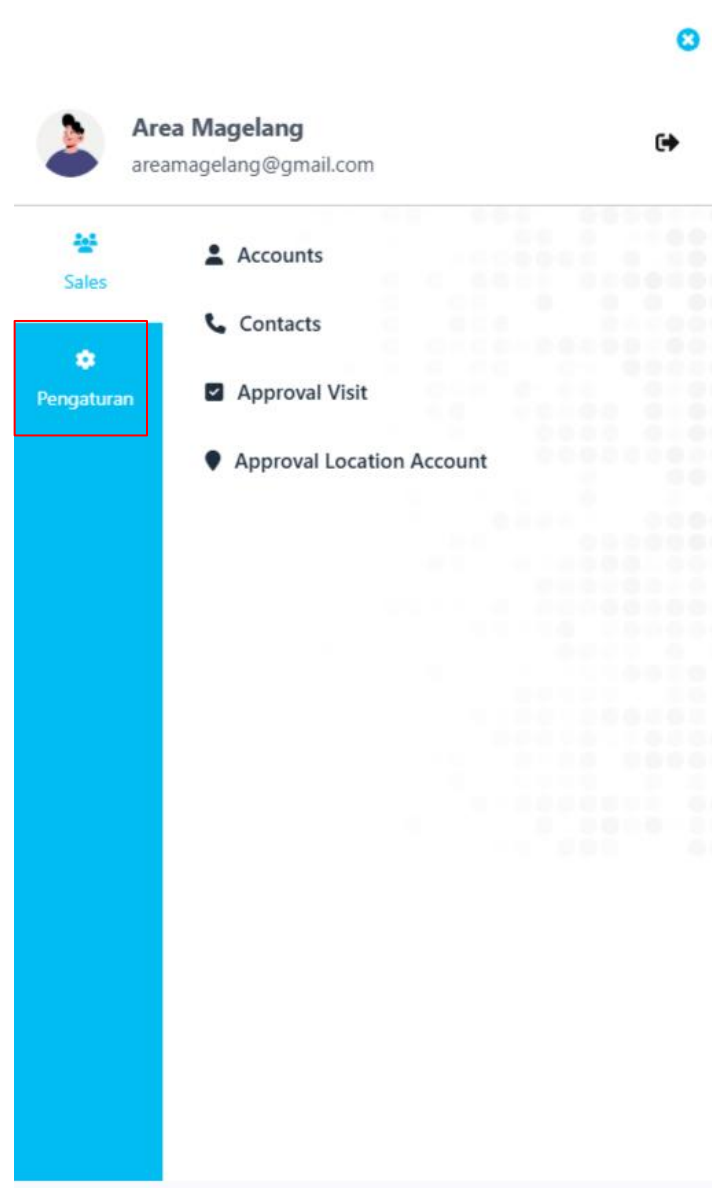 Area Magelang
areamagelang@gmail.com
Sales
Accounts
Contacts
Pengaturan
Approval Visit
Approval Location Account